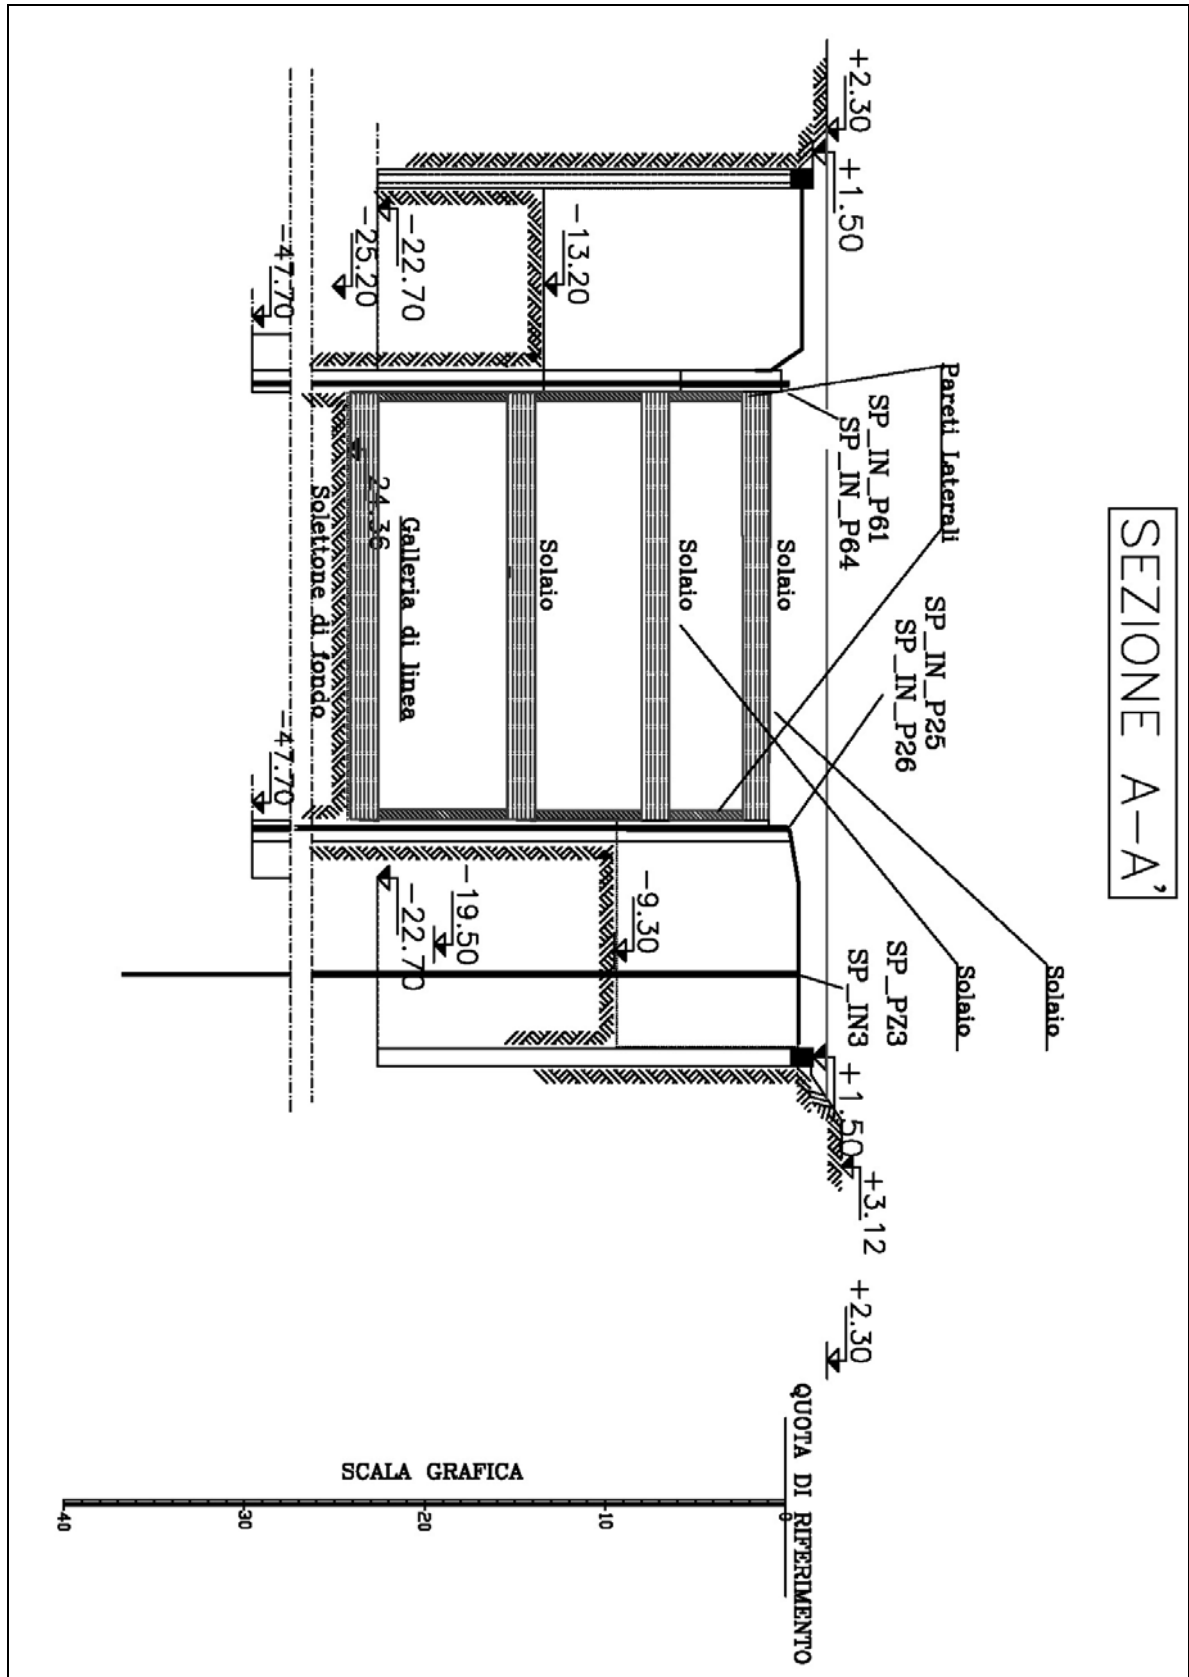 SEZIONE A-A'
Solaio
Solaio
Pareti Laterali
SP_IN_P25
SP_IN_P26
SP_PZ3
SP_IN3
SP_IN_P61
SP_IN_P64
+2.30
+1.50
+1.50
+3.12
+2.30
QUOTA DI RIFERIMENTO
0
Solaio
Solaio
Solaio
-13.20
-9.30
10
-22.70
-25.20
Galleria di linea
24.36
-19.50
-22.70
20
SCALA GRAFICA
Solettone di fondo
-47.70
-47.70
30
40